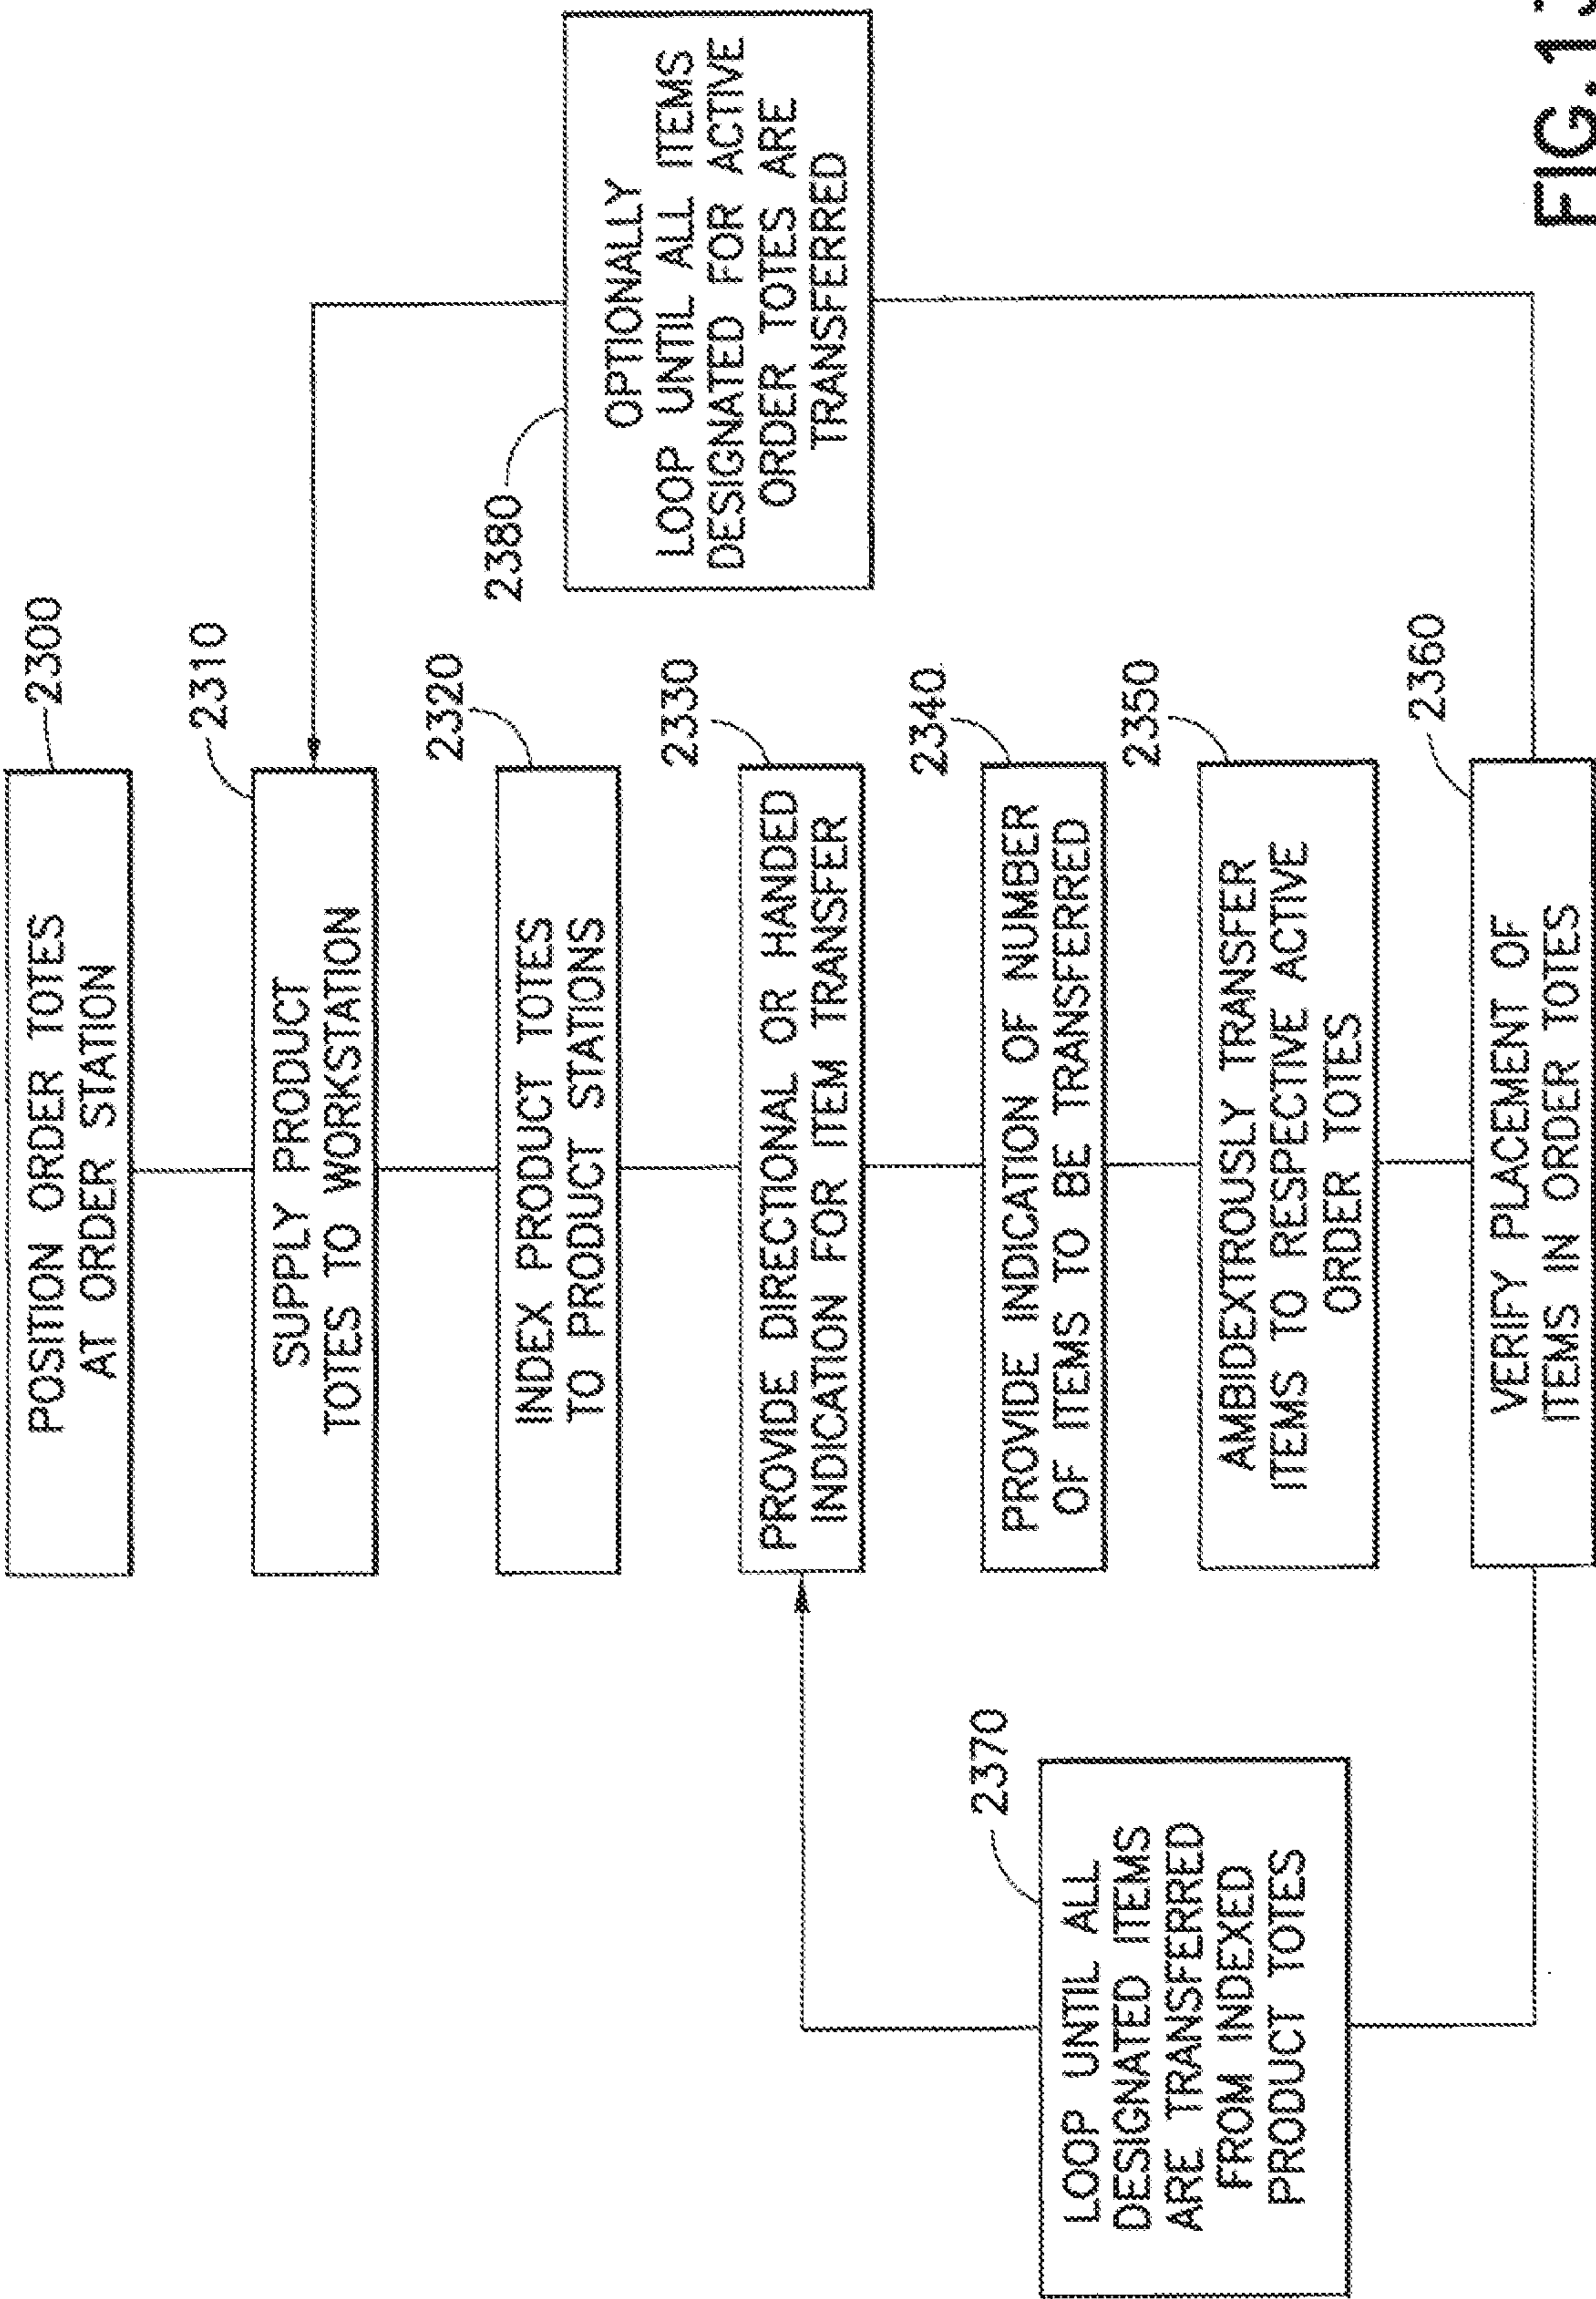 POSITION ORDER TOTES
AT ORDER STATION
2300
SUPPLY PRODUCT
TOTES TO WORKSTATION
2310
INDEX PRODUCT TOTES
TO PRODUCT STATIONS
2320
PROVIDE DIRECTIONAL OR HANDED
INDICATION FOR ITEM TRANSFER
2330
PROVIDE INDICATION OF NUMBER
OF ITEMS TO BE TRANSFERRED
2340
AMBIDEXTROUSLY TRANSFER
ITEMS TO RESPECTIVE ACTIVE
ORDER TOTES
2350
VERIFY PLACEMENT OF
ITEMS IN ORDER TOTES
2360
LOOP UNTIL ALL
DESIGNATED ITEMS
ARE TRANSFERRED
FROM INDEXED
PRODUCT TOTES
2370
OPTIONALLY
LOOP UNTIL ALL ITEMS
DESIGNATED FOR ACTIVE
ORDER TOTES ARE
TRANSFERRED
2380
FIG.